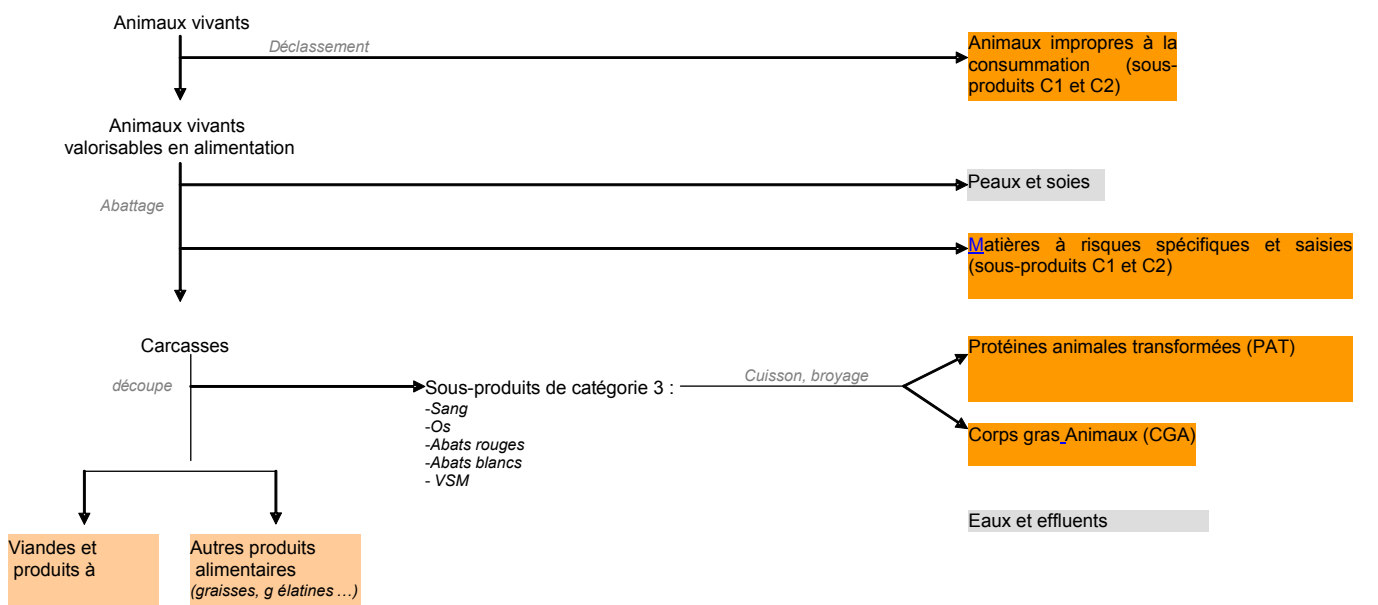 Animaux vivants
Déclassement
Animaux impropres à la
consummation (sous-
produits C1 et C2)
Animaux vivants
valorisables en alimentation
Abattage
Peaux et soies
Matières à risques spécifiques et saisies
(sous-produits C1 et C2)
Carcasses
découpe
Sous-produits de catégorie 3 :
-Sang
-Os
-Abats rouges
-Abats blancs
- VSM
Cuisson, broyage
Protéines animales transformées (PAT)
Corps gras Animaux (CGA)
Eaux et effluents
Viandes et
produits à
Autres produits
alimentaires
(graisses, g élatines …)